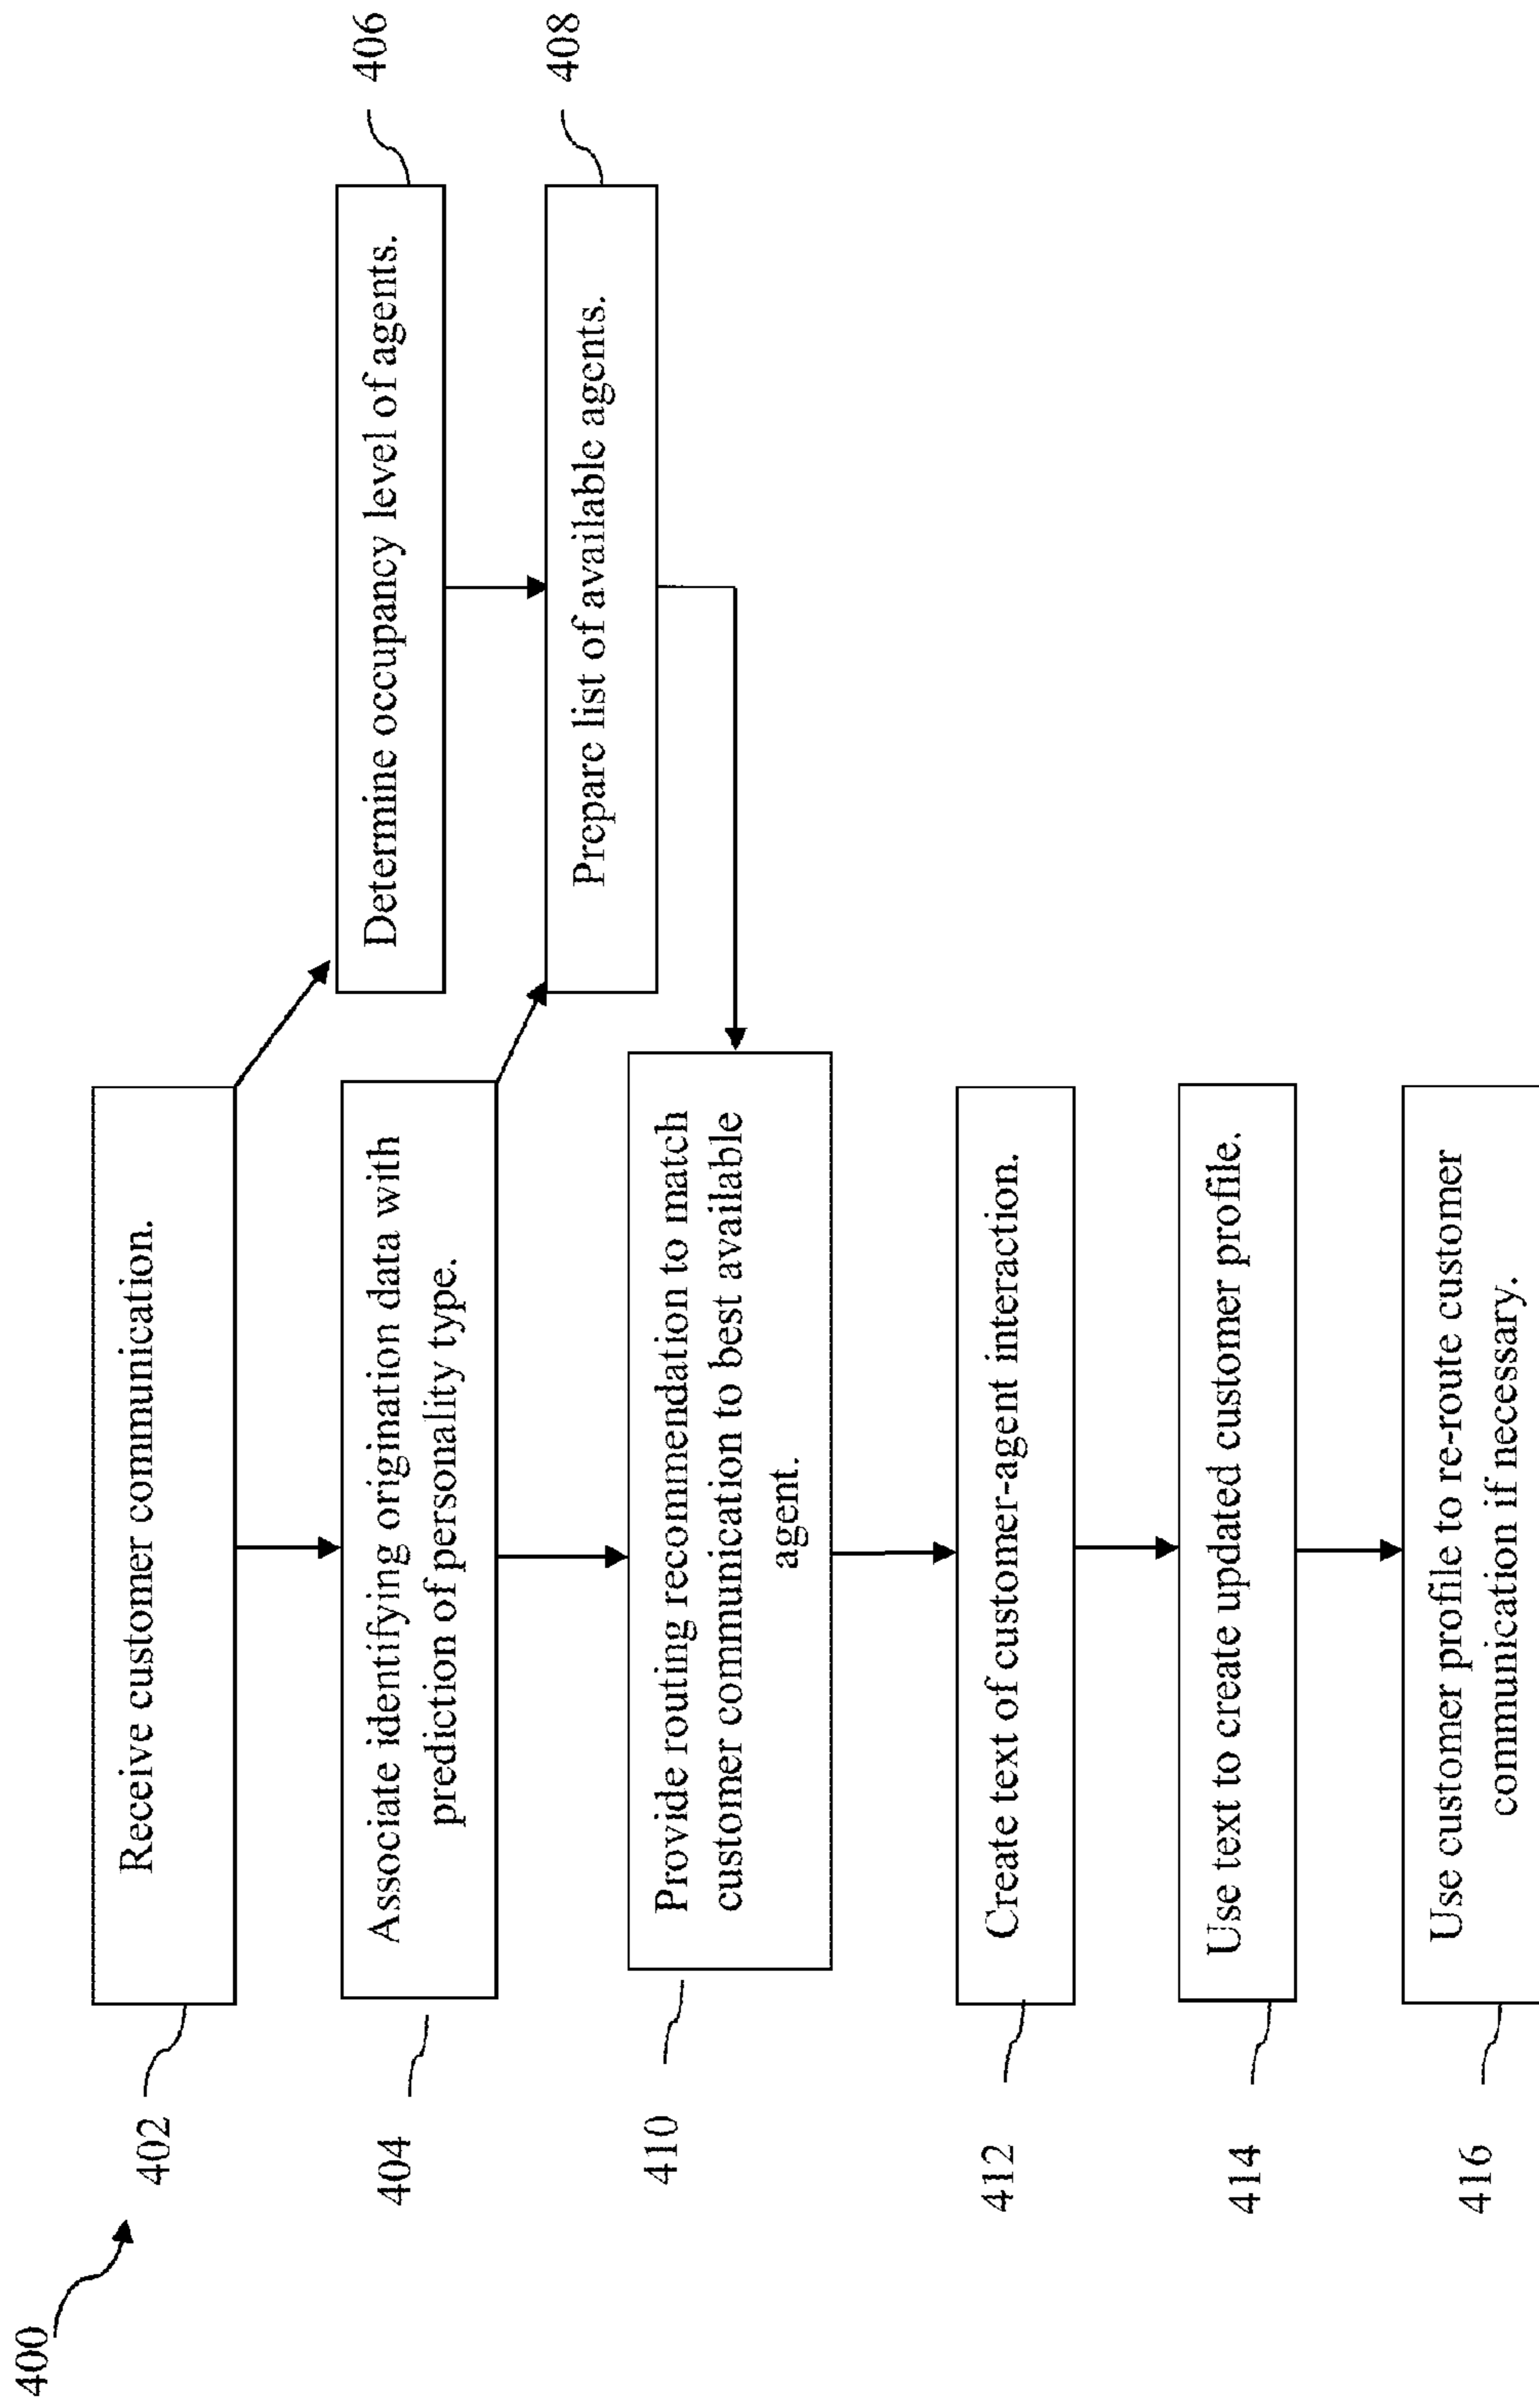 400
402
Receive customer communication.
404
Associate identifying origination data with
prediction of personality type.
406
Determine occupancy level of agents.
408
Prepare list of available agents.
410
Provide routing recommendation to match
customer communication to best available
agent.
412
Create text of customer-agent interaction.
414
Use text to create updated customer profile.
416
Use customer profile to re-route customer
communication if necessary.